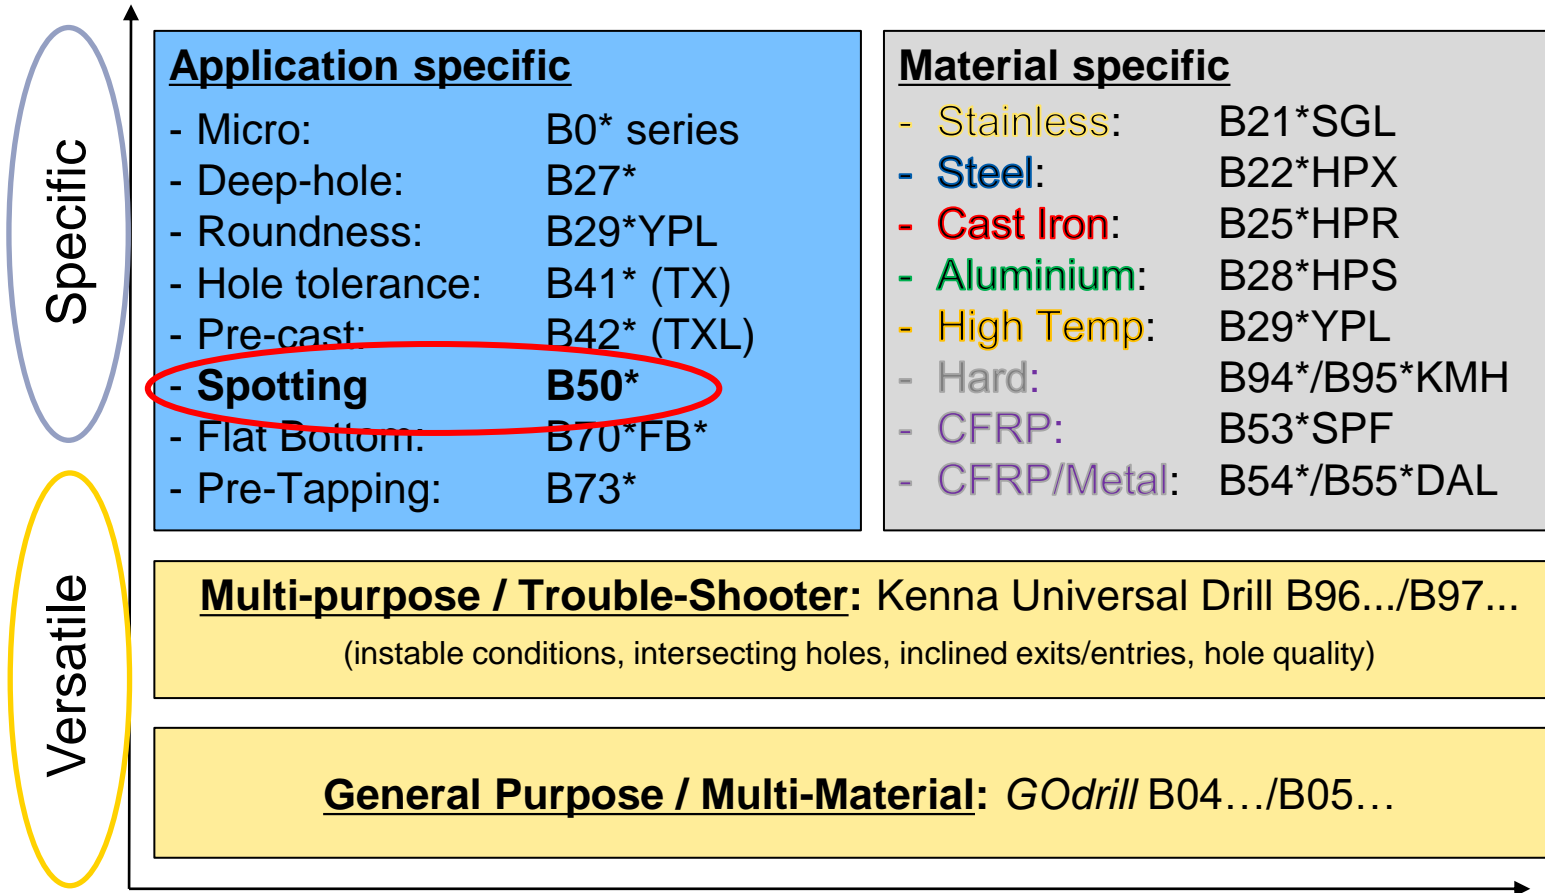 Specific
Versatile
Application specific
- Micro: B0* series
- Deep-hole: B27*
- Roundness: B29*YPL
- Hole tolerance: B41* (TX)
- Pre-cast: B42* (TXL)
- Spotting B50*
- Flat Bottom: B70*FB*
- Pre-Tapping: B73*
Material specific
- Stainless: B21*SGL
- Steel: B22*HPX
- Cast Iron: B25*HPR
- Aluminium: B28*HPS
- High Temp: B29*YPL
- Hard: B94*/B95*KMH
- CFRP: B53*SPF
- CFRP/Metal: B54*/B55*DAL
Multi-purpose / Trouble-Shooter: Kenna Universal Drill B96.../B97...
(instable conditions, intersecting holes, inclined exits/entries, hole quality)
General Purpose / Multi-Material: GOdrill B04…/B05…